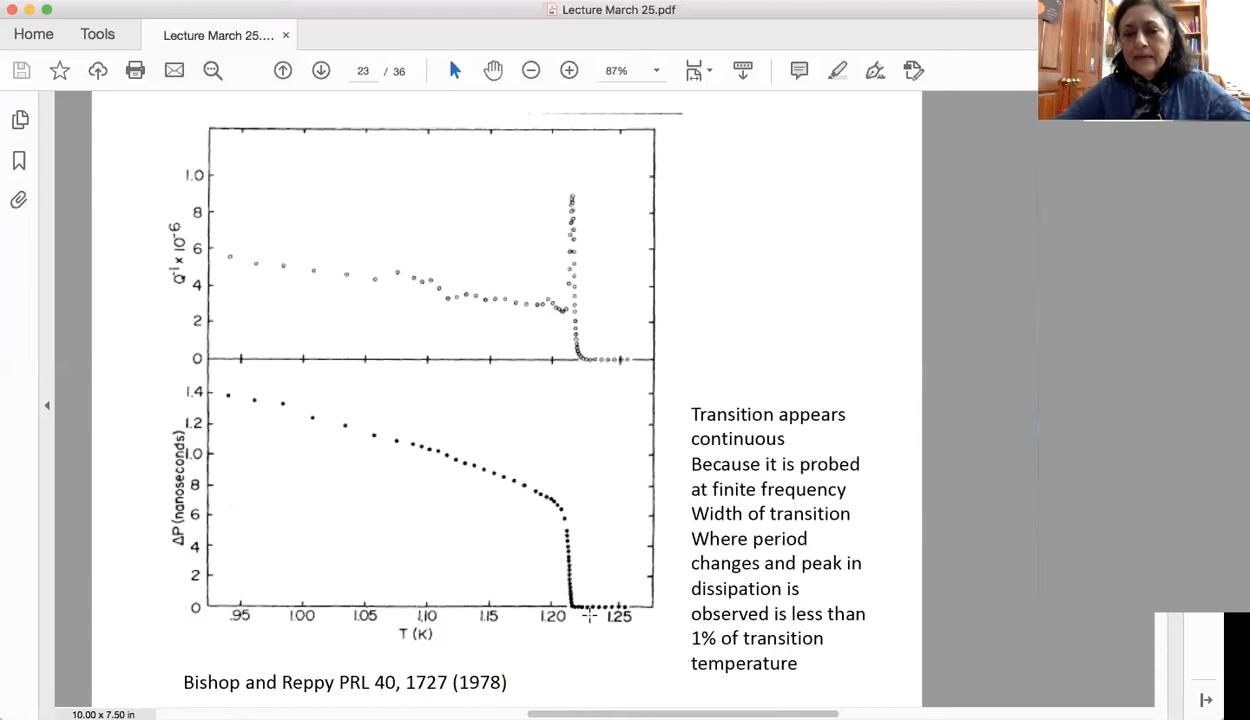 Lecture March 25.pdf
Home Tools Lecture March 25.... ×
23 / 36 87%
1.0
8
6
4
2
0
Q⁻¹ x 10⁻⁶
1.4
1.2
1.0
8
6
4
2
0
ΔP (nanoseconds)
.95 1.00 1.05 1.10 1.15 1.20 1.25
T (K)
Transition appears
continuous
Because it is probed
at finite frequency
Width of transition
Where period
changes and peak in
dissipation is
observed is less than
1% of transition
temperature
Bishop and Reppy PRL 40, 1727 (1978)
10.00 x 7.50 in